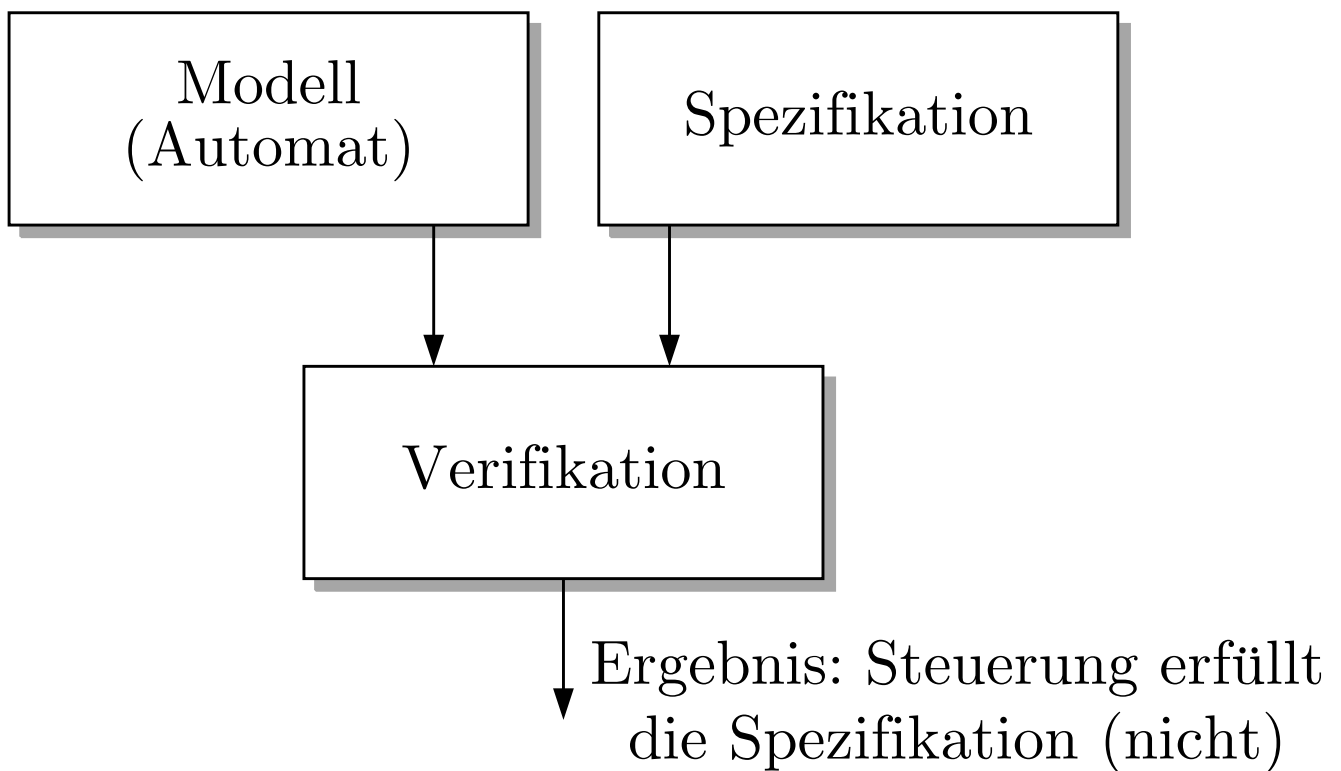 Modell
(Automat)
Spezifikation
Verifikation
Ergebnis: Steuerung erfüllt
die Spezifikation (nicht)